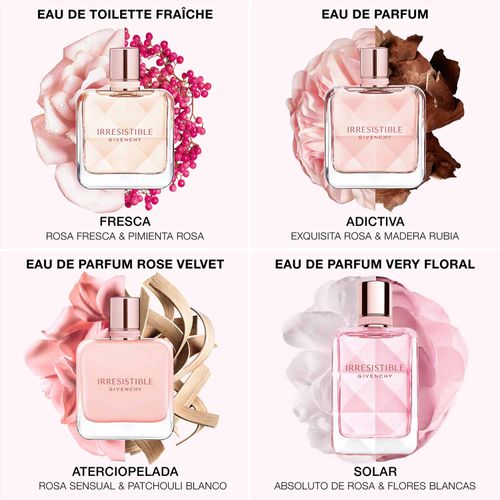 EAU DE TOILETTE FRAÎCHE
IRRESISTIBLE
GIVENCHY
FRESCA
ROSA FRESCA & PIMIENTA ROSA
EAU DE PARFUM
IRRESISTIBLE
GIVENCHY
ADICTIVA
EXQUISITA ROSA & MADERA RUBIA
EAU DE PARFUM ROSE VELVET
IRRESISTIBLE
GIVENCHY
ATERCIOPELADA
ROSA SENSUAL & PATCHOULI BLANCO
EAU DE PARFUM VERY FLORAL
IRRESISTIBLE
GIVENCHY
SOLAR
ABSOLUTO DE ROSA & FLORES BLANCAS